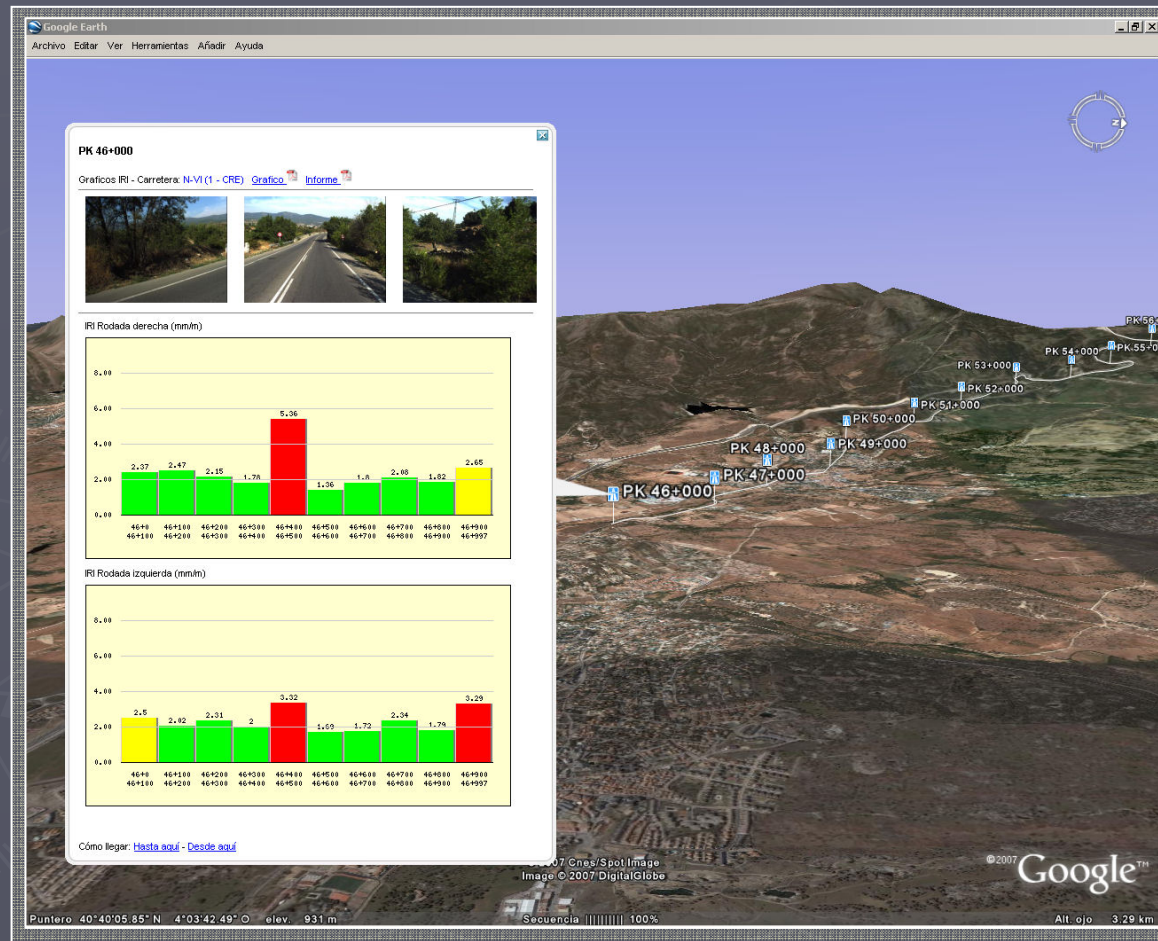 Google Earth
Archivo Editar Ver Herramientas Añadir Ayuda
PK 46+000
Graficos IRI - Carretera: N-VI (1 - CRE) Grafico Informe
IRI Rodada derecha (mm/m)
8.00
6.00
4.00
2.00
0.00
2.37 2.47 2.15 1.78 5.36 1.36 1.8 2.08 1.82 2.65
46+0 46+100 46+200 46+300 46+400 46+500 46+600 46+700 46+800 46+900
46+100 46+200 46+300 46+400 46+500 46+600 46+700 46+800 46+900 46+997
IRI Rodada izquierda (mm/m)
8.00
6.00
4.00
2.00
0.00
2.5 2.02 2.31 2 3.32 1.69 1.72 2.34 1.79 3.29
46+0 46+100 46+200 46+300 46+400 46+500 46+600 46+700 46+800 46+900
46+100 46+200 46+300 46+400 46+500 46+600 46+700 46+800 46+900 46+997
Cómo llegar: Hasta aquí - Desde aquí
N
PK 56+
PK 55+0
PK 54+000
PK 53+000
PK 52+000
PK 51+000
PK 50+000
PK 49+000
PK 48+000
PK 47+000
PK 46+000
2007 Cnes/Spot Image
Image © 2007 DigitalGlobe
©2007 Google™
Puntero 40°40'05.85" N 4°03'42.49" O elev. 931 m
Secuencia |||||||||| 100%
Alt. ojo 3.29 km